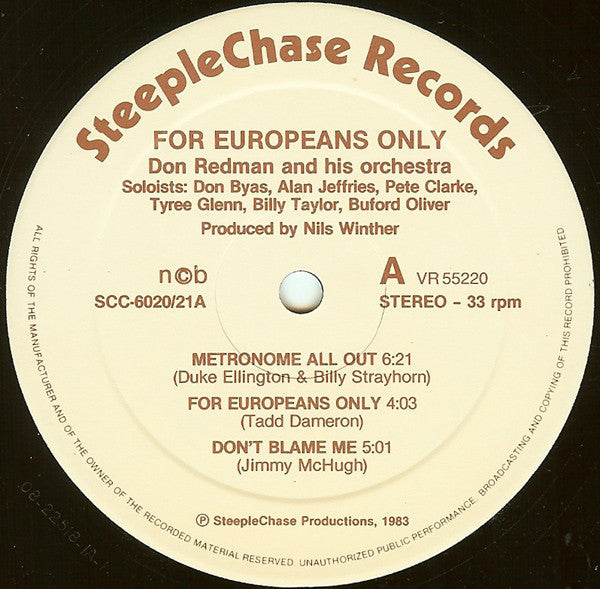 SteepleChase Records
FOR EUROPEANS ONLY
Don Redman and his orchestra
Soloists: Don Byas, Alan Jeffries, Pete Clarke,
Tyree Glenn, Billy Taylor, Buford Oliver
Produced by Nils Winther
n©b
SCC-6020/21A
A VR 55220
STEREO - 33 rpm
METRONOME ALL OUT 6:21
(Duke Ellington & Billy Strayhorn)
FOR EUROPEANS ONLY 4:03
(Tadd Dameron)
DON'T BLAME ME 5:01
(Jimmy McHugh)
℗ SteepleChase Productions, 1983
ALL RIGHTS OF THE MANUFACTURER AND OF THE OWNER OF THE RECORDED MATERIAL RESERVED. UNAUTHORIZED PUBLIC PERFORMANCE, BROADCASTING AND COPYING OF THIS RECORD PROHIBITED.